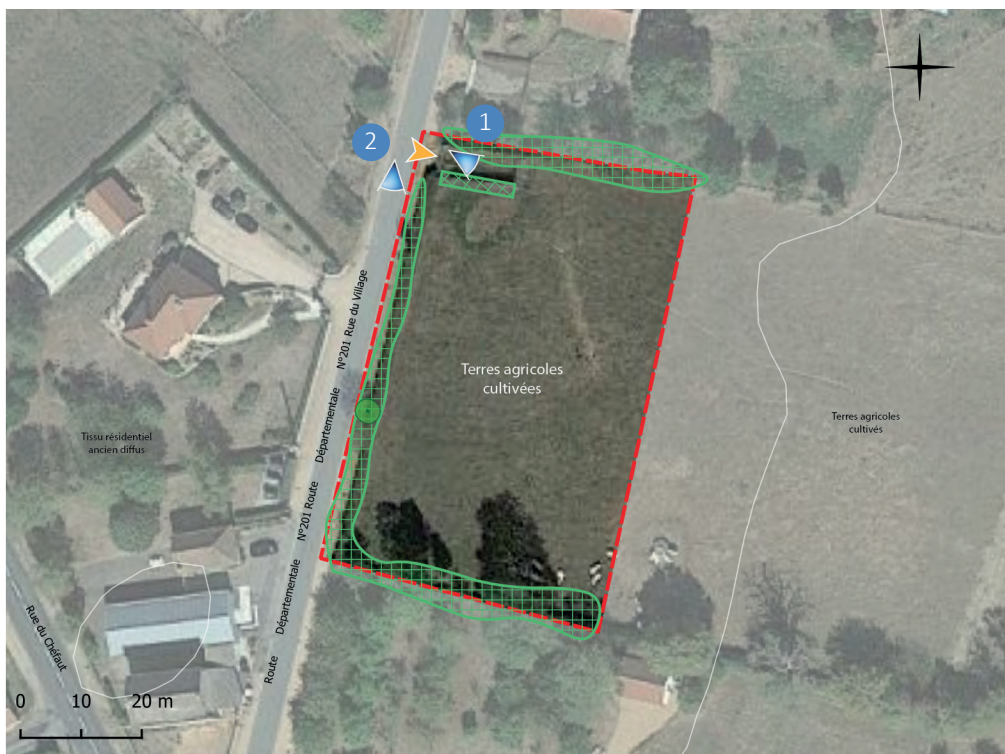 1
2
N°201 Rue du Village
Route Départementale N°201 Route Départementale
Terres agricoles
cultivées
Terres agricoles
cultivés
Tissu résidentiel
ancien diffus
Rue du Chéfaut
0 10 20 m